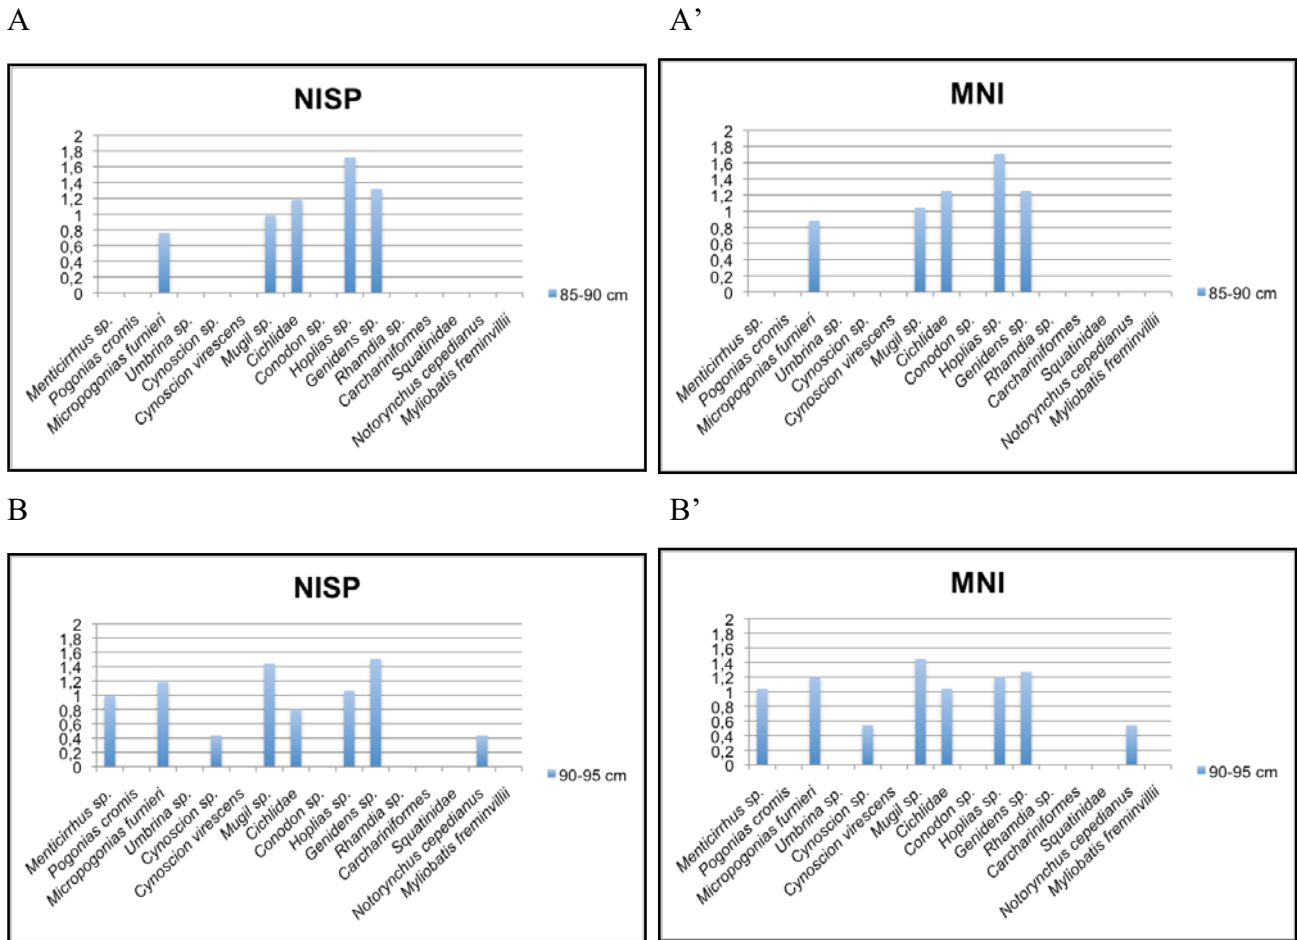 A
A’
NISP
2
1,8
1,6
1,4
1,2
1
0,8
0,6
0,4
0,2
0
Menticirrhus sp.
Pogonias cromis
Micropogonias furnieri
Umbrina sp.
Cynoscion sp.
Cynoscion virescens
Mugil sp.
Cichlidae
Conodon sp.
Hoplias sp.
Genidens sp.
Rhamdia sp.
Carchariniformes
Squatinidae
Notorynchus cepedianus
Myliobatis freminvillii
85-90 cm
MNI
2
1,8
1,6
1,4
1,2
1
0,8
0,6
0,4
0,2
0
Menticirrhus sp.
Pogonias cromis
Micropogonias furnieri
Umbrina sp.
Cynoscion sp.
Cynoscion virescens
Mugil sp.
Cichlidae
Conodon sp.
Hoplias sp.
Genidens sp.
Rhamdia sp.
Carchariniformes
Squatinidae
Notorynchus cepedianus
Myliobatis freminvillii
85-90 cm
B
B’
NISP
2
1,8
1,6
1,4
1,2
1
0,8
0,6
0,4
0,2
0
Menticirrhus sp.
Pogonias cromis
Micropogonias furnieri
Umbrina sp.
Cynoscion sp.
Cynoscion virescens
Mugil sp.
Cichlidae
Conodon sp.
Hoplias sp.
Genidens sp.
Rhamdia sp.
Carchariniformes
Squatinidae
Notorynchus cepedianus
Myliobatis freminvillii
90-95 cm
MNI
2
1,8
1,6
1,4
1,2
1
0,8
0,6
0,4
0,2
0
Menticirrhus sp.
Pogonias cromis
Micropogonias furnieri
Umbrina sp.
Cynoscion sp.
Cynoscion virescens
Mugil sp.
Cichlidae
Conodon sp.
Hoplias sp.
Genidens sp.
Rhamdia sp.
Carchariniformes
Squatinidae
Notorynchus cepedianus
Myliobatis freminvillii
90-95 cm